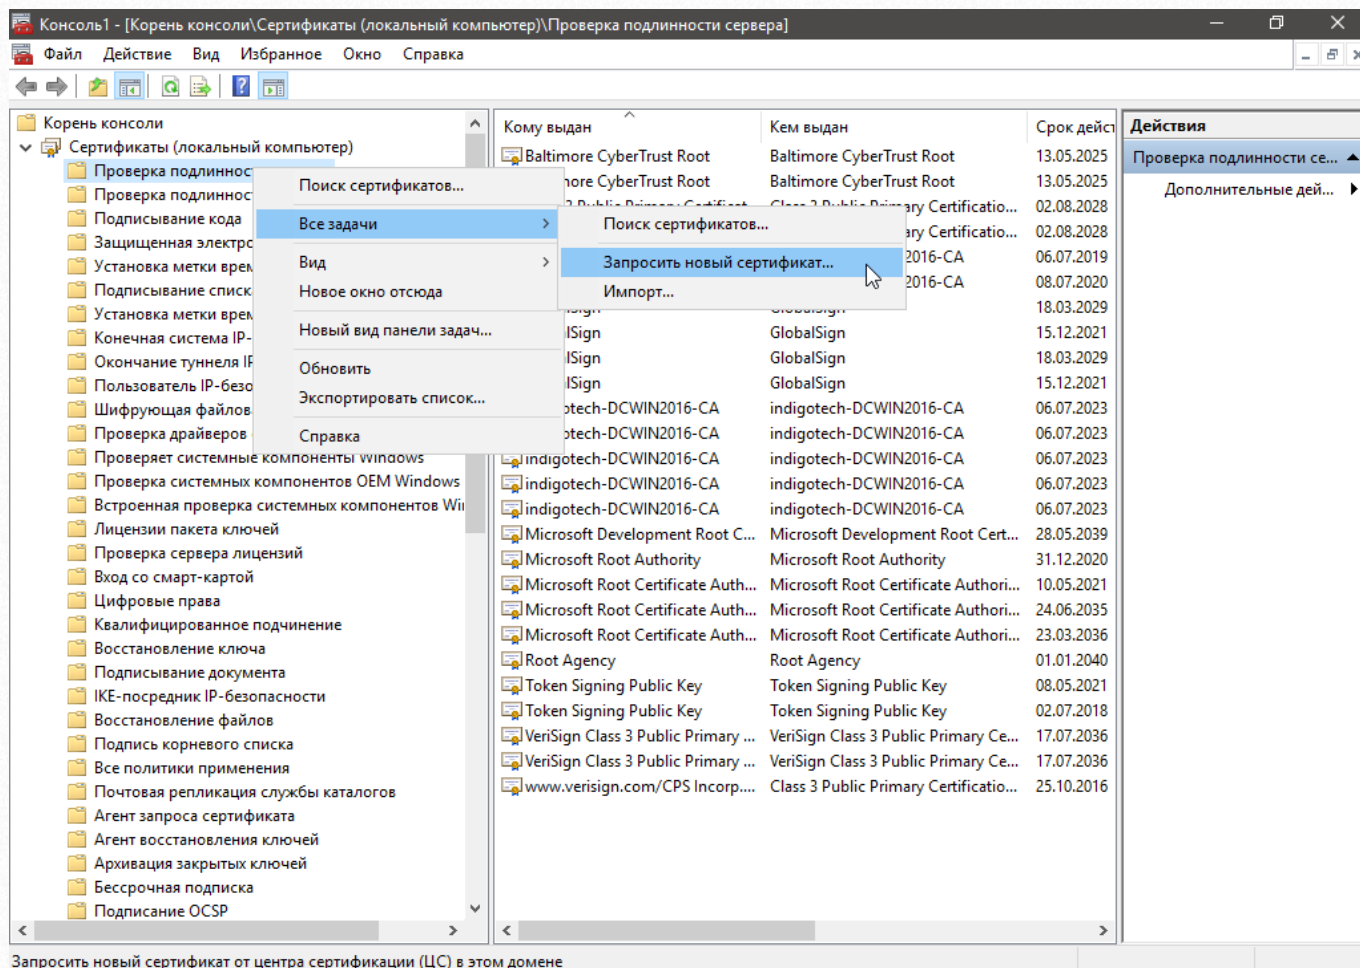 Консоль1 - [Корень консоли\Сертификаты (локальный компьютер)\Проверка подлинности сервера]
Файл Действие Вид Избранное Окно Справка
Корень консоли
Сертификаты (локальный компьютер)
Проверка подлиннос
Проверка подлиннос
Подписывание кода
Защищенная электро
Установка метки врем
Подписывание списк
Установка метки врем
Конечная система IP-
Окончание туннеля IP
Пользователь IP-безо
Шифрующая файлов
Проверка драйверов
Проверяет системные компоненты Windows
Проверка системных компонентов OEM Windows
Встроенная проверка системных компонентов Wi
Лицензии пакета ключей
Проверка сервера лицензий
Вход со смарт-картой
Цифровые права
Квалифицированное подчинение
Восстановление ключа
Подписывание документа
IKE-посредник IP-безопасности
Восстановление файлов
Подпись корневого списка
Все политики применения
Почтовая репликация службы каталогов
Агент запроса сертификата
Агент восстановления ключей
Архивация закрытых ключей
Бессрочная подписка
Подписание OCSP
Поиск сертификатов...
Все задачи
Вид
Новое окно отсюда
Новый вид панели задач...
Обновить
Экспортировать список...
Справка
Поиск сертификатов...
Запросить новый сертификат...
Импорт...
Кому выдан Кем выдан Срок дейст
Baltimore CyberTrust Root Baltimore CyberTrust Root 13.05.2025
more CyberTrust Root Baltimore CyberTrust Root 13.05.2025
3 Public Primary Certificat... Class 3 Public Primary Certificatio... 02.08.2028
ary Certificatio... 02.08.2028
2016-CA 06.07.2019
2016-CA 08.07.2020
lSign GlobalSign 18.03.2029
lSign GlobalSign 15.12.2021
lSign GlobalSign 18.03.2029
lSign GlobalSign 15.12.2021
otech-DCWIN2016-CA indigotech-DCWIN2016-CA 06.07.2023
otech-DCWIN2016-CA indigotech-DCWIN2016-CA 06.07.2023
indigotech-DCWIN2016-CA indigotech-DCWIN2016-CA 06.07.2023
indigotech-DCWIN2016-CA indigotech-DCWIN2016-CA 06.07.2023
indigotech-DCWIN2016-CA indigotech-DCWIN2016-CA 06.07.2023
Microsoft Development Root C... Microsoft Development Root Cert... 28.05.2039
Microsoft Root Authority Microsoft Root Authority 31.12.2020
Microsoft Root Certificate Auth... Microsoft Root Certificate Authori... 10.05.2021
Microsoft Root Certificate Auth... Microsoft Root Certificate Authori... 24.06.2035
Microsoft Root Certificate Auth... Microsoft Root Certificate Authori... 23.03.2036
Root Agency Root Agency 01.01.2040
Token Signing Public Key Token Signing Public Key 08.05.2021
Token Signing Public Key Token Signing Public Key 02.07.2018
VeriSign Class 3 Public Primary ... VeriSign Class 3 Public Primary Ce... 17.07.2036
VeriSign Class 3 Public Primary ... VeriSign Class 3 Public Primary Ce... 17.07.2036
www.verisign.com/CPS Incorp.... Class 3 Public Primary Certificatio... 25.10.2016
Действия
Проверка подлинности се...
Дополнительные дей...
Запросить новый сертификат от центра сертификации (ЦС) в этом домене